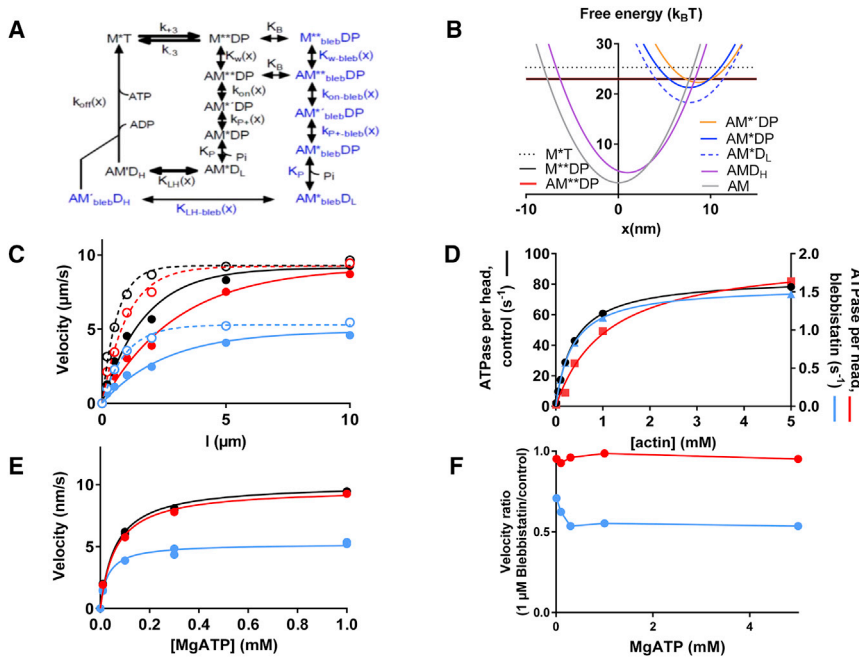 A
k+3
M*T
k-3
M**DP
KB
M**blebDP
Kw(x)
Kw-bleb(x)
AM**DP
KB
AM**blebDP
kon(x)
kon-bleb(x)
koff(x)
ATP
AM*´DP
AM*´blebDP
kP+(x)
kP+-bleb(x)
ADP
AM*DP
AM*blebDP
KP
Pi
KP
Pi
AM'DH
KLH(x)
AM*DL
AM´blebDH
KLH-bleb(x)
AM*blebDL
B
Free energy (kBT)
30
20
10
M*T
M**DP
AM**DP
AM*´DP
AM*DP
AM*DL
AMDH
AM
-10
0
10
x(nm)
C
Velocity (µm/s)
10
5
0
0
5
10
l (µm)
D
ATPase per head, control (s-1)
100
80
60
40
20
0
0
1
2
3
4
5
[actin] (mM)
2.0
1.5
1.0
0.5
0.0
ATPase per head, blebbistatin (s-1)
E
Velocity (nm/s)
10
5
0
0.0
0.2
0.4
0.6
0.8
1.0
[MgATP] (mM)
F
Velocity ratio
(1 µM Blebbistatin/control)
1.0
0.5
0.0
0
2
4
MgATP (mM)